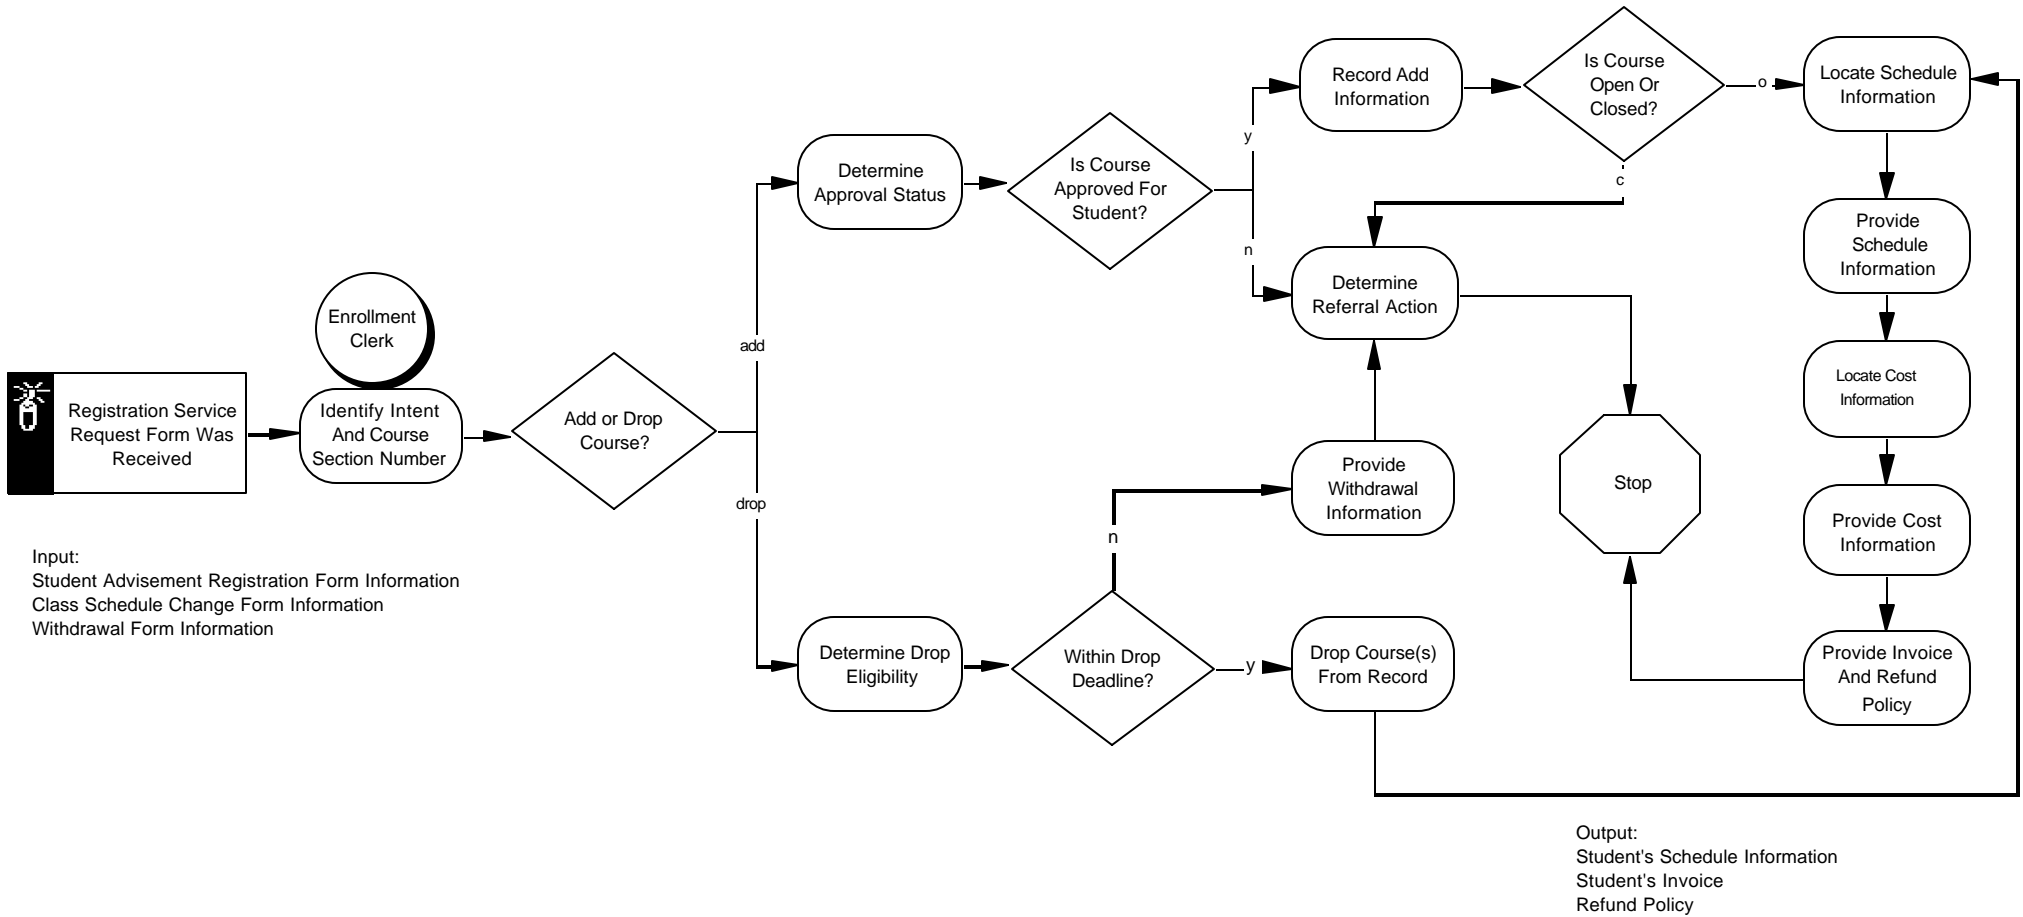 Registration Service
Request Form Was
Received
Enrollment
Clerk
Identify Intent
And Course
Section Number
Add or Drop
Course?
add
drop
Determine
Approval Status
Is Course
Approved For
Student?
y
n
Record Add
Information
Is Course
Open Or
Closed?
o
c
Determine
Referral Action
Provide
Withdrawal
Information
Determine Drop
Eligibility
Within Drop
Deadline?
n
y
Drop Course(s)
From Record
Stop
Locate Schedule
Information
Provide
Schedule
Information
Locate Cost
Information
Provide Cost
Information
Provide Invoice
And Refund
Policy
Input:
Student Advisement Registration Form Information
Class Schedule Change Form Information
Withdrawal Form Information
Output:
Student's Schedule Information
Student's Invoice
Refund Policy